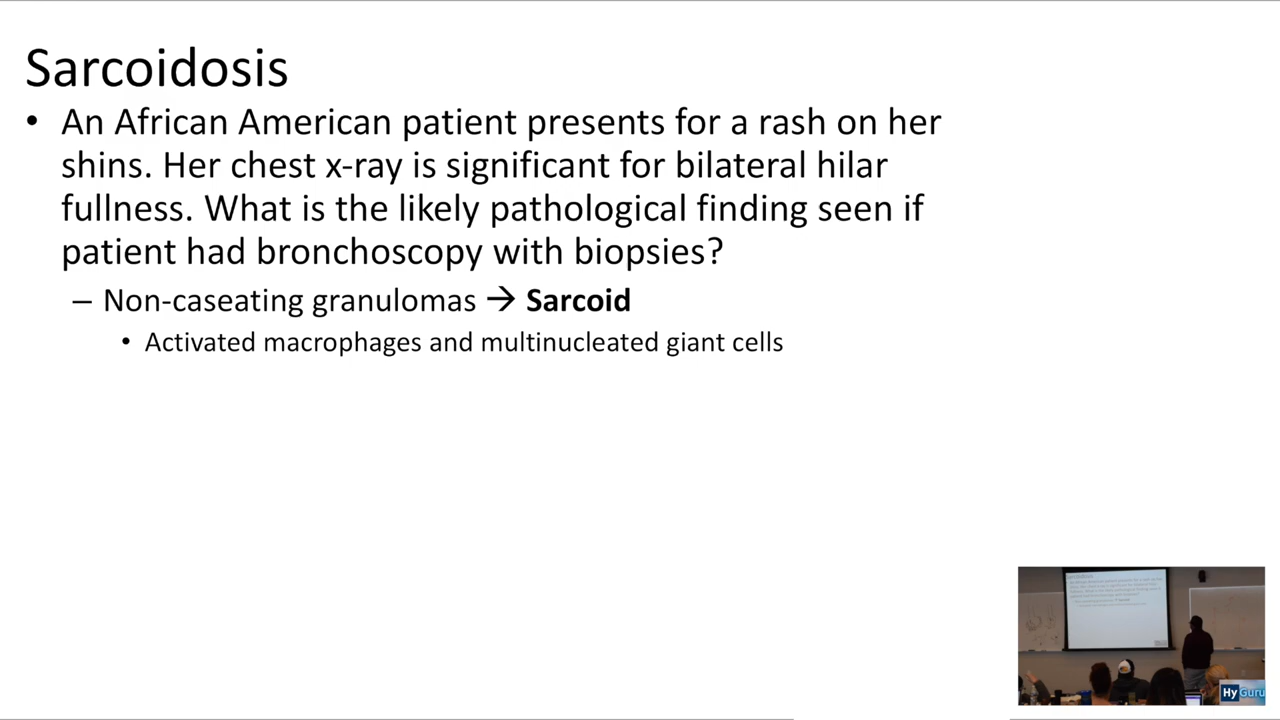 Sarcoidosis
• An African American patient presents for a rash on her
shins. Her chest x-ray is significant for bilateral hilar
fullness. What is the likely pathological finding seen if
patient had bronchoscopy with biopsies?
– Non-caseating granulomas → Sarcoid
• Activated macrophages and multinucleated giant cells
HyGuru